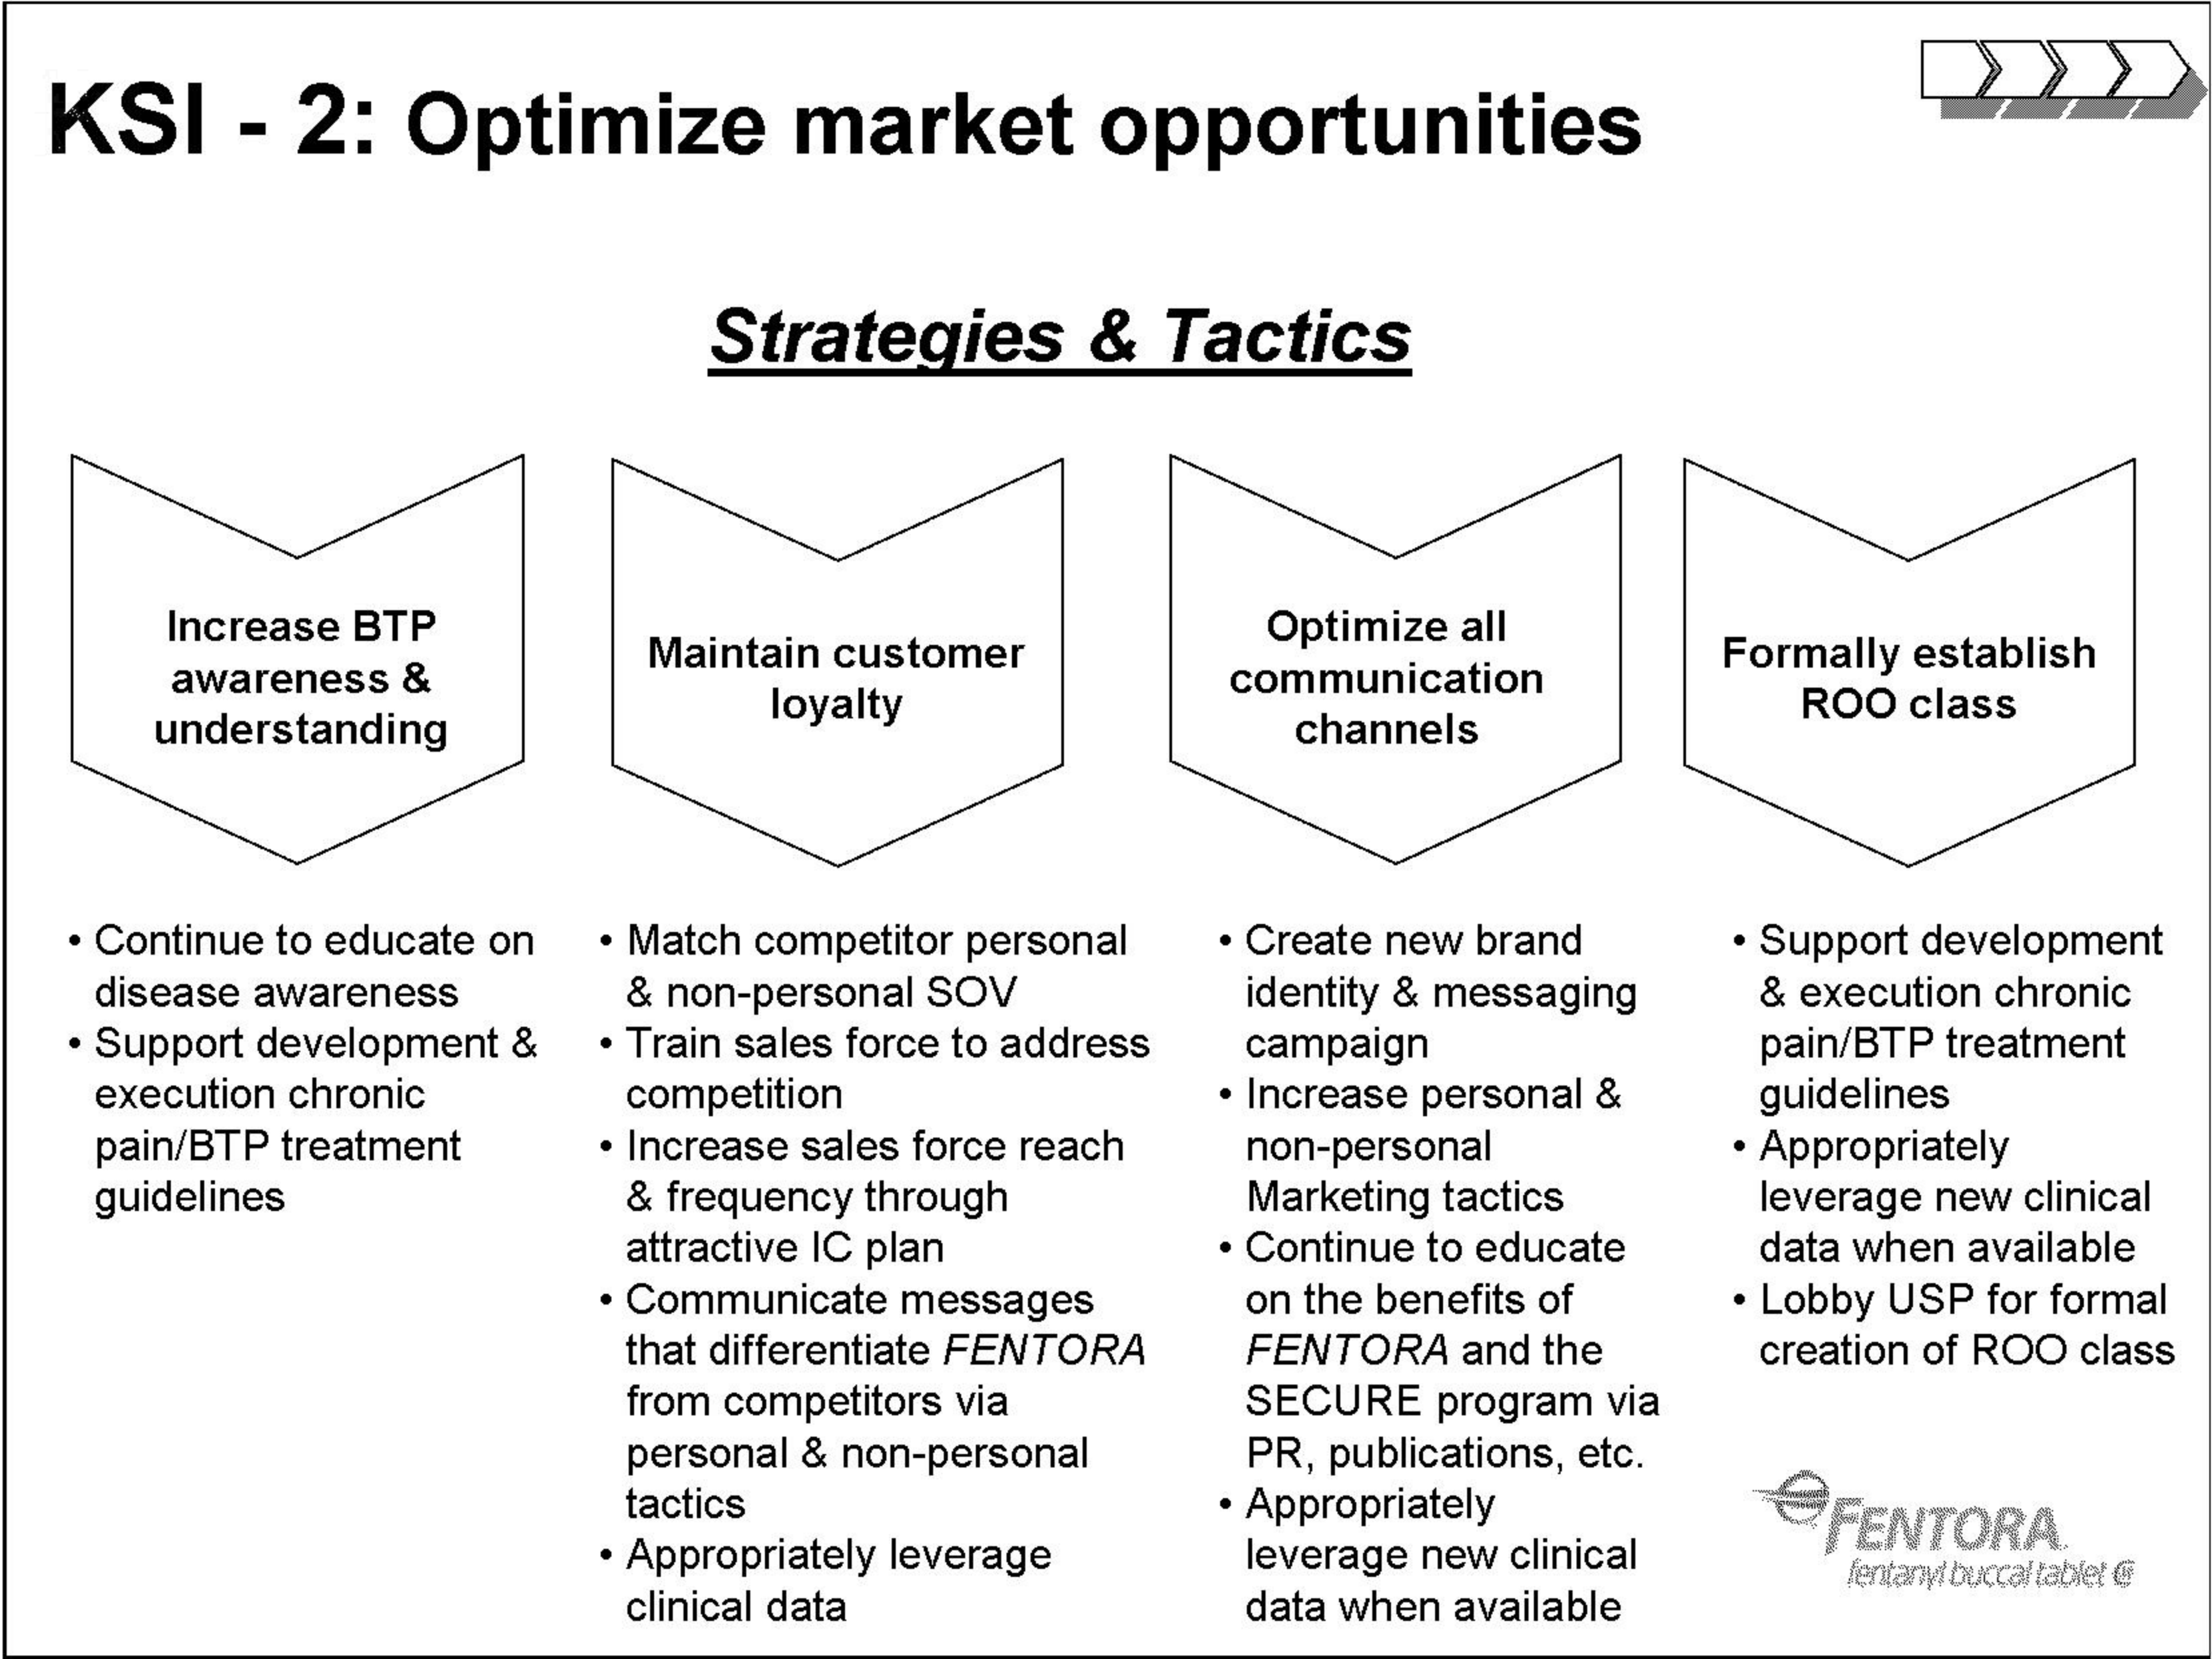 KSI - 2: Optimize market opportunities
Strategies & Tactics
Increase BTP
awareness &
understanding
Maintain customer
loyalty
Optimize all
communication
channels
Formally establish
ROO class
• Continue to educate on
disease awareness
• Support development &
execution chronic
pain/BTP treatment
guidelines
• Match competitor personal
& non-personal SOV
• Train sales force to address
competition
• Increase sales force reach
& frequency through
attractive IC plan
• Communicate messages
that differentiate FENTORA
from competitors via
personal & non-personal
tactics
• Appropriately leverage
clinical data
• Create new brand
identity & messaging
campaign
• Increase personal &
non-personal
Marketing tactics
• Continue to educate
on the benefits of
FENTORA and the
SECURE program via
PR, publications, etc.
• Appropriately
leverage new clinical
data when available
• Support development
& execution chronic
pain/BTP treatment
guidelines
• Appropriately
leverage new clinical
data when available
• Lobby USP for formal
creation of ROO class
FENTORA
fentanyl buccal tablet